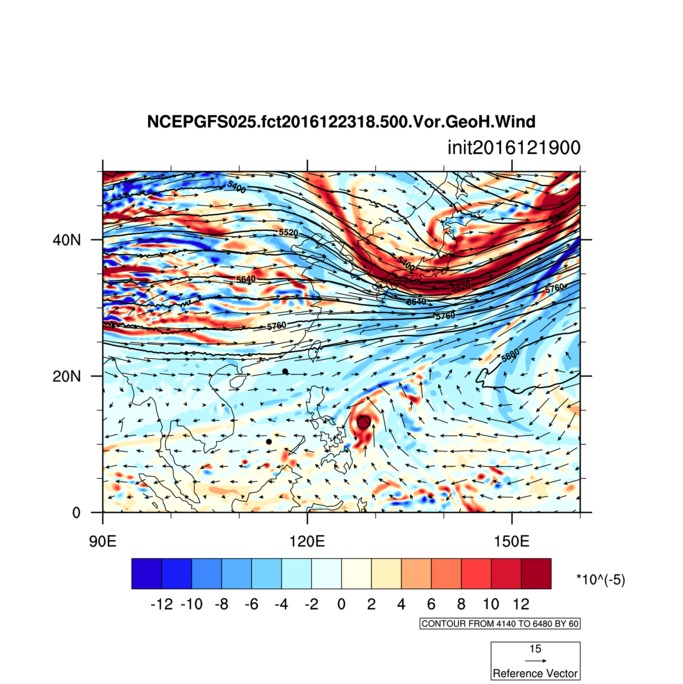 NCEPGFS025.fct2016122318.500.Vor.GeoH.Wind
init2016121900
5400
5520
40N
5400
5640
5520
5760
5640
5760
5760
5880
20N
0
90E 120E 150E
*10^(-5)
-12 -10 -8 -6 -4 -2 0 2 4 6 8 10 12
CONTOUR FROM 4140 TO 6480 BY 60
15
Reference Vector